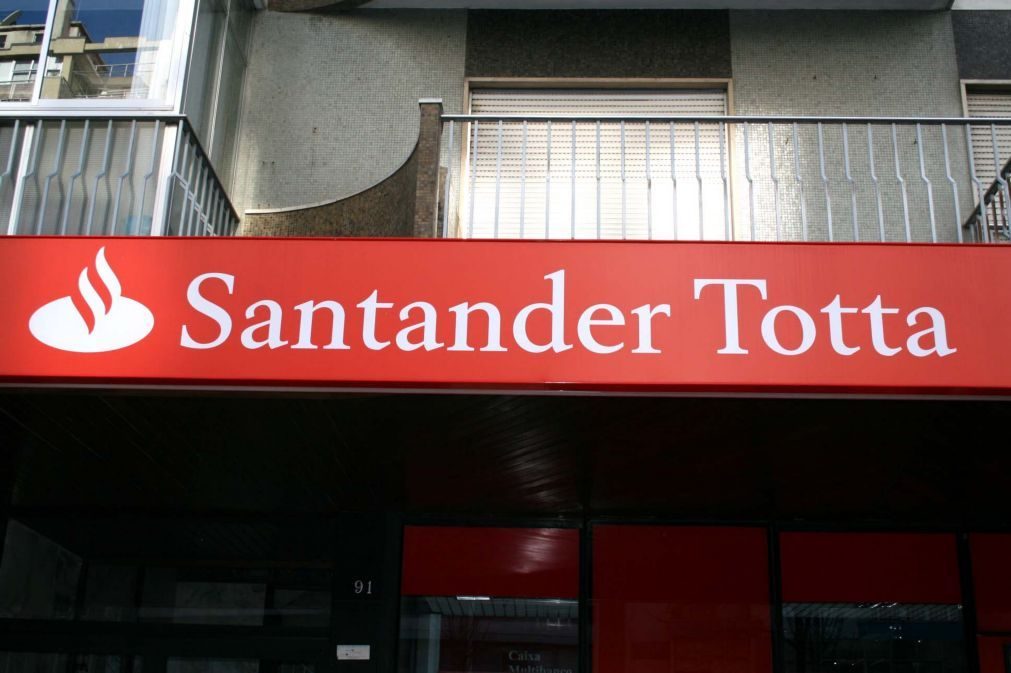 Santander Totta
91
Caixa
Multibanco